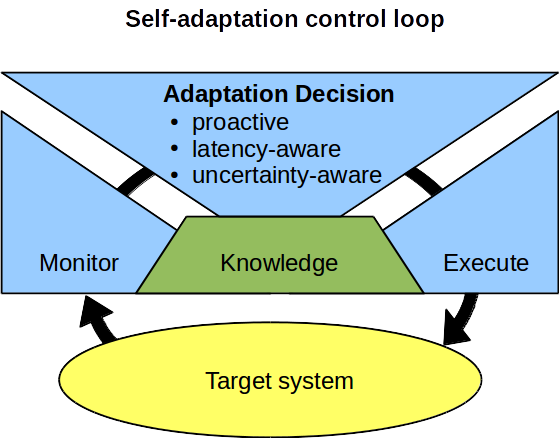 Self-adaptation control loop
Adaptation Decision
• proactive
• latency-aware
• uncertainty-aware
Monitor
Knowledge
Execute
Target system